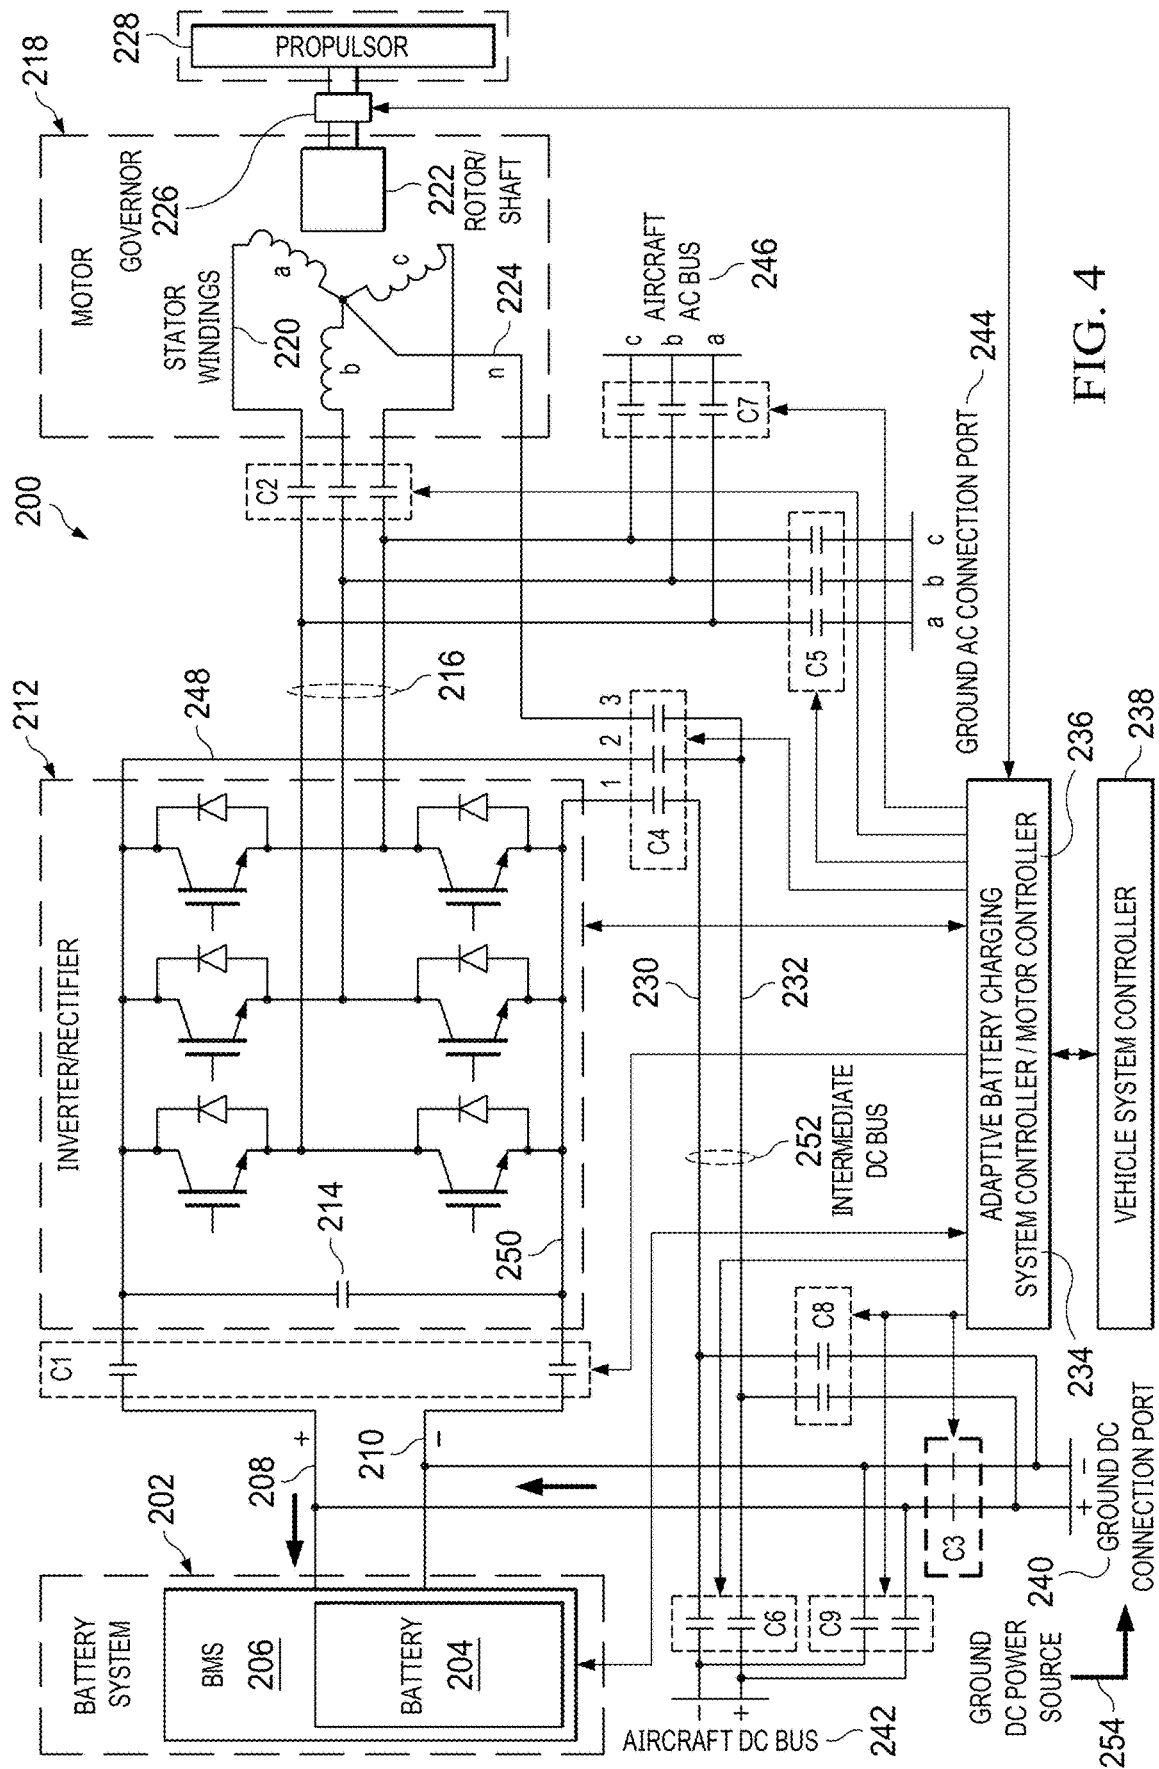 200
BATTERY
SYSTEM
202
BMS
206
BATTERY
204
208
+
210
−
C1
INVERTER/RECTIFIER
212
214
250
248
216
C2
MOTOR
218
STATOR
WINDINGS
220
a
b
c
n
224
GOVERNOR
226
222
ROTOR/
SHAFT
228
PROPULSOR
C4
1
2
3
230
232
252
INTERMEDIATE
DC BUS
C5
a
b
c
GROUND AC CONNECTION PORT
244
C7
c
b
a
AIRCRAFT
AC BUS
246
C6
C9
−
+
AIRCRAFT DC BUS
242
C8
C3
+
−
240
GROUND DC
CONNECTION PORT
GROUND
DC POWER
SOURCE
254
ADAPTIVE BATTERY CHARGING
SYSTEM CONTROLLER / MOTOR CONTROLLER
234
236
VEHICLE SYSTEM CONTROLLER
238
FIG. 4